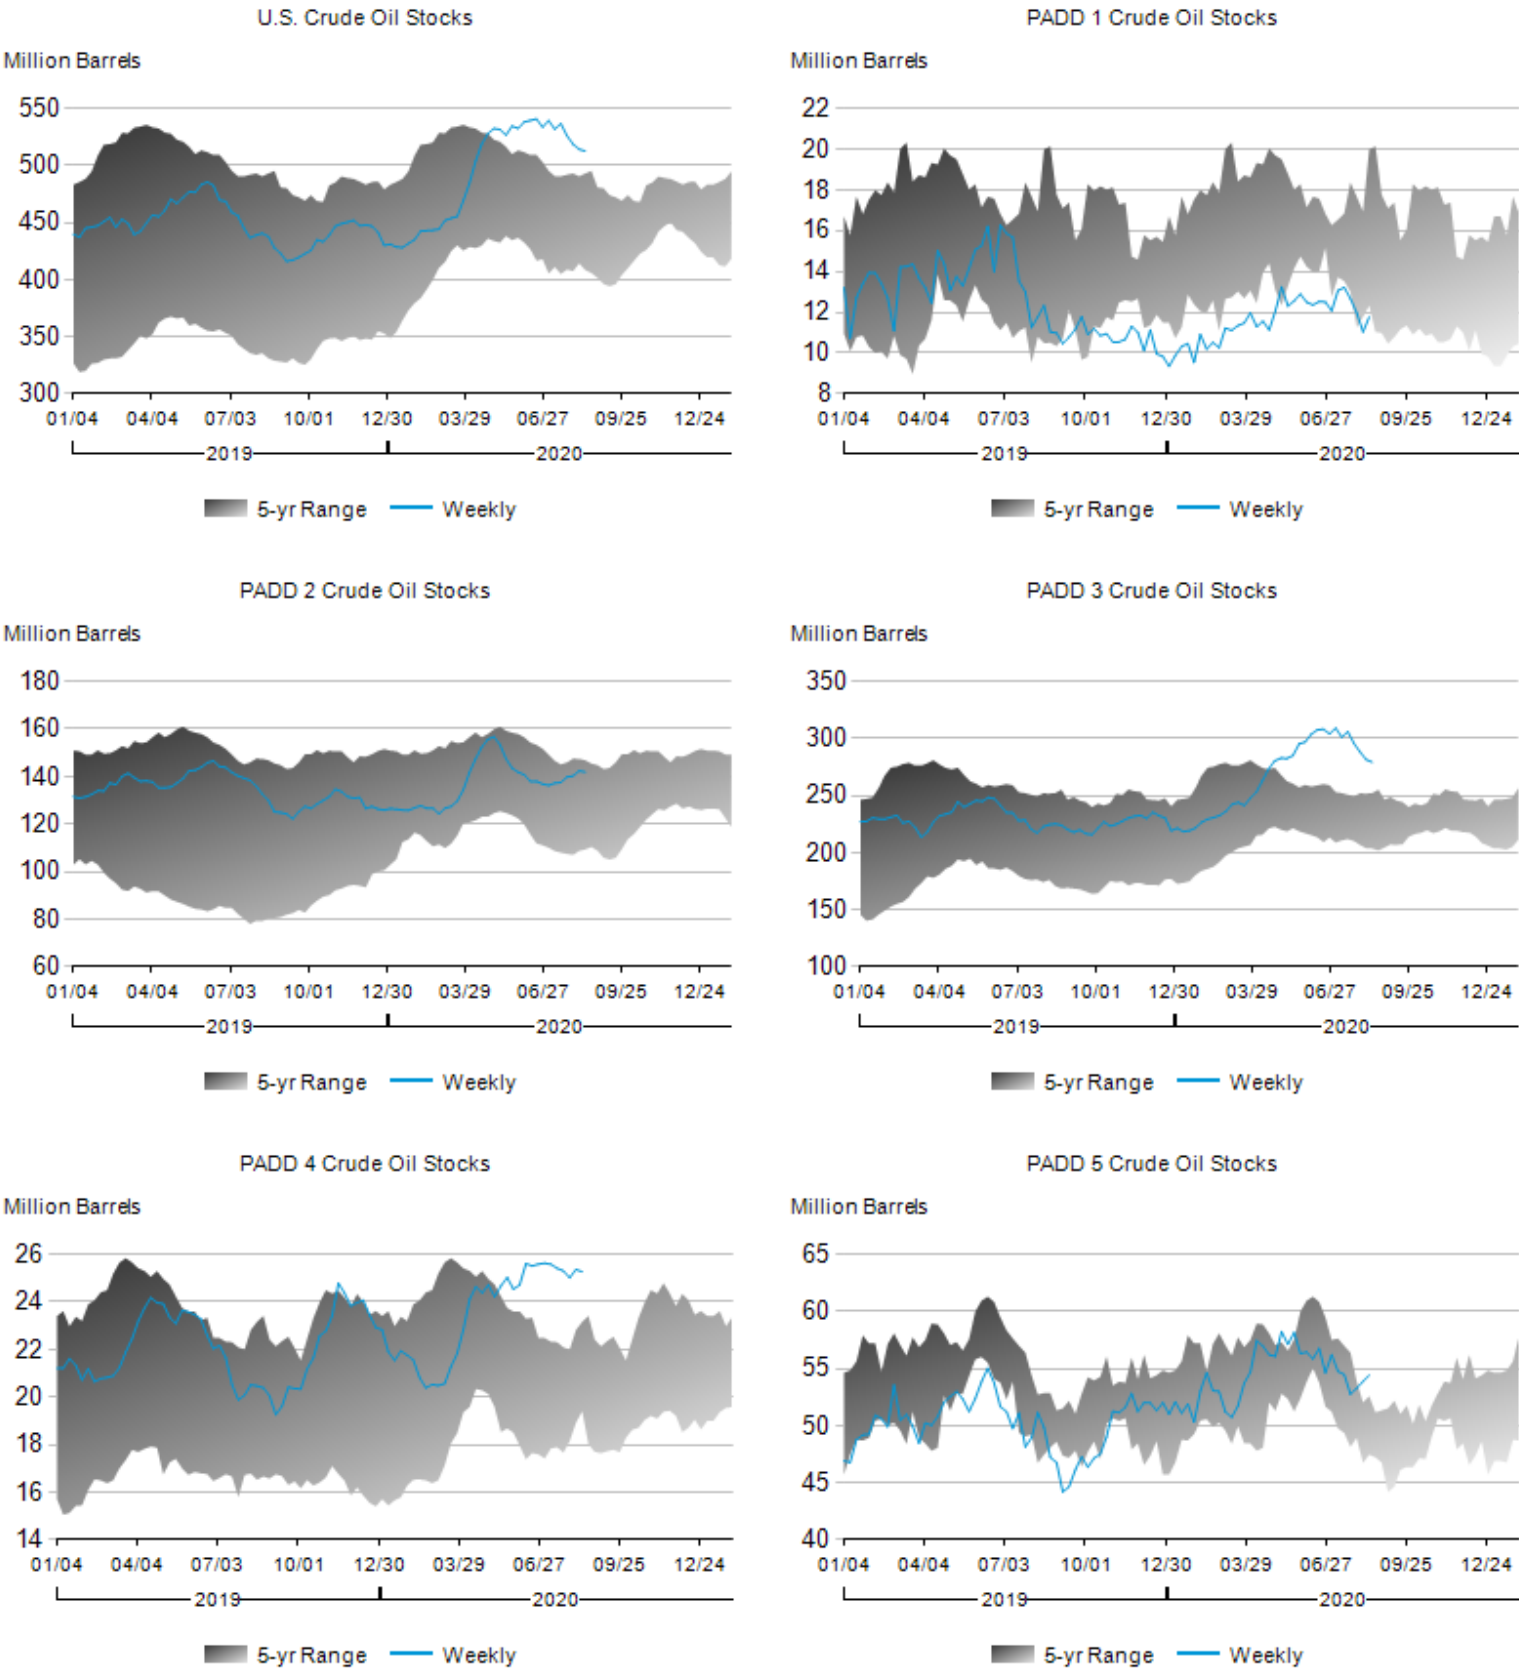 U.S. Crude Oil Stocks
Million Barrels
550
500
450
400
350
300
01/04 04/04 07/03 10/01 12/30 03/29 06/27 09/25 12/24
2019 2020
5-yr Range Weekly
PADD 1 Crude Oil Stocks
Million Barrels
22
20
18
16
14
12
10
8
01/04 04/04 07/03 10/01 12/30 03/29 06/27 09/25 12/24
2019 2020
5-yr Range Weekly
PADD 2 Crude Oil Stocks
Million Barrels
180
160
140
120
100
80
60
01/04 04/04 07/03 10/01 12/30 03/29 06/27 09/25 12/24
2019 2020
5-yr Range Weekly
PADD 3 Crude Oil Stocks
Million Barrels
350
300
250
200
150
100
01/04 04/04 07/03 10/01 12/30 03/29 06/27 09/25 12/24
2019 2020
5-yr Range Weekly
PADD 4 Crude Oil Stocks
Million Barrels
26
24
22
20
18
16
14
01/04 04/04 07/03 10/01 12/30 03/29 06/27 09/25 12/24
2019 2020
5-yr Range Weekly
PADD 5 Crude Oil Stocks
Million Barrels
65
60
55
50
45
40
01/04 04/04 07/03 10/01 12/30 03/29 06/27 09/25 12/24
2019 2020
5-yr Range Weekly